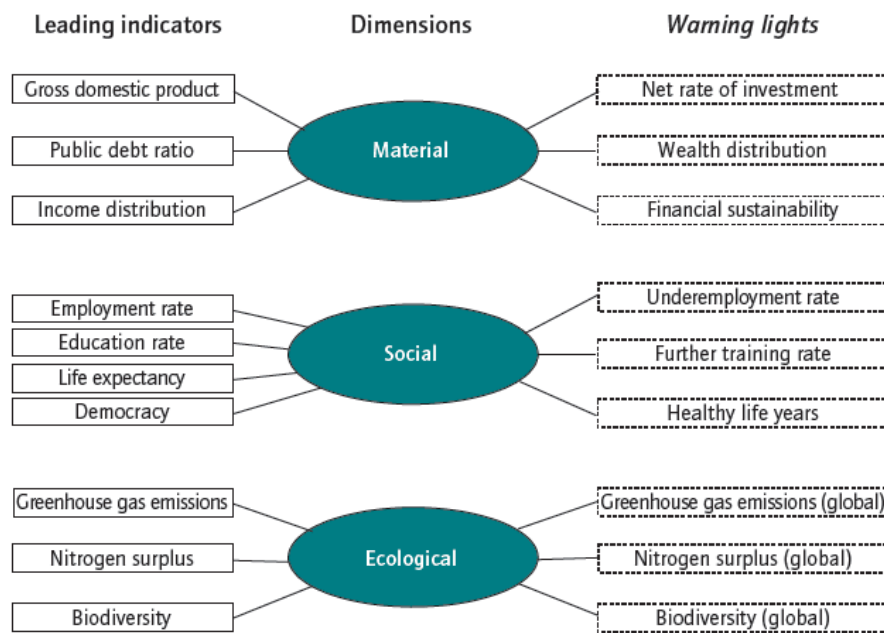 Leading indicators Dimensions Warning lights
Gross domestic product Net rate of investment
Public debt ratio Material Wealth distribution
Income distribution Financial sustainability
Employment rate Underemployment rate
Education rate
Social Further training rate
Life expectancy
Democracy Healthy life years
Greenhouse gas emissions Greenhouse gas emissions (global)
Nitrogen surplus Ecological Nitrogen surplus (global)
Biodiversity Biodiversity (global)